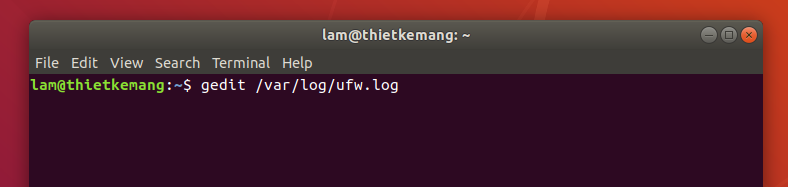 lam@thietkemang: ~
File Edit View Search Terminal Help
lam@thietkemang:~$ gedit /var/log/ufw.log